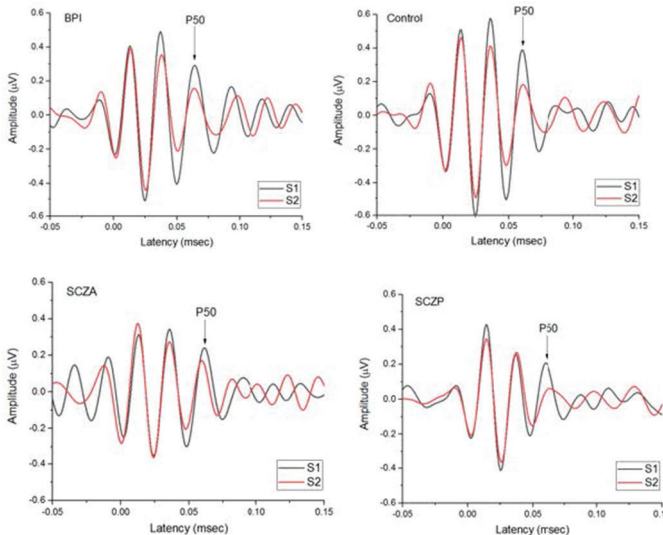 BPI
P50
0.6
0.4
0.2
0.0
-0.2
-0.4
-0.6
Amplitude (μV)
S1
S2
-0.05 0.00 0.05 0.10 0.15
Latency (msec)
Control
P50
0.6
0.4
0.2
0.0
-0.2
-0.4
-0.6
Amplitude (μV)
S1
S2
-0.05 0.00 0.05 0.10 0.15
Latency (msec)
SCZA
P50
0.6
0.4
0.2
0.0
-0.2
-0.4
-0.6
Amplitude (μV)
S1
S2
-0.05 0.00 0.05 0.10 0.15
Latency (msec)
SCZP
P50
0.6
0.4
0.2
0.0
-0.2
-0.4
-0.6
Amplitude (μV)
S1
S2
-0.05 0.00 0.05 0.10 0.15
Latency (msec)